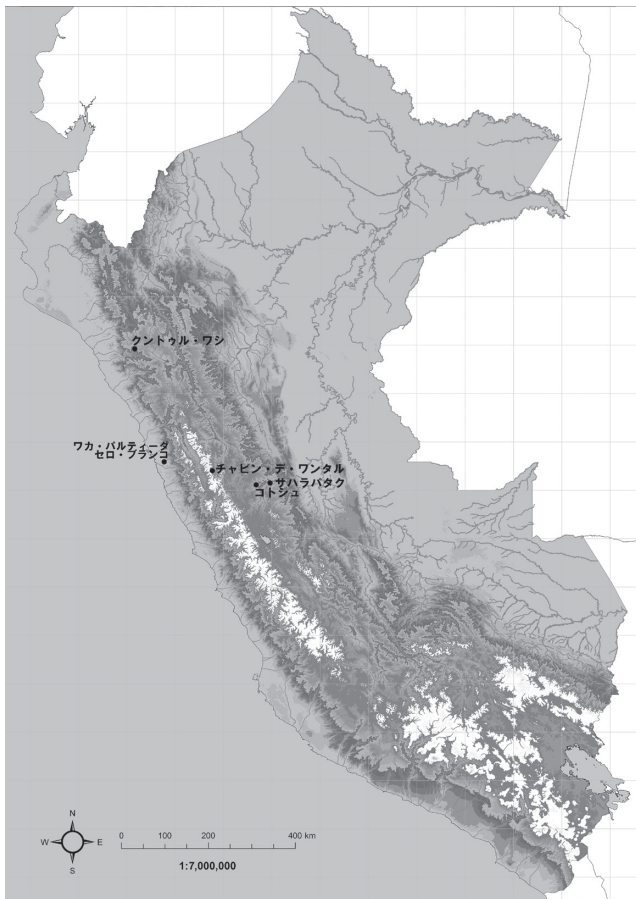 クントゥル・ワシ
ワカ・パルティーダ
セロ・ブランコ
チャビン・デ・ワンタル
サハラパタク
コトシュ
N
W
E
S
0 100 200 400 km
1:7,000,000